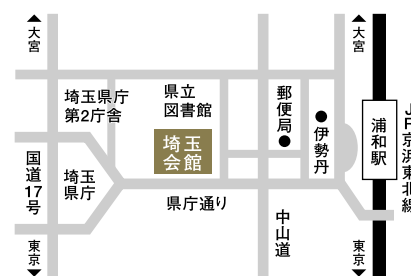 大宮
大宮
埼玉県庁
第2庁舎
県立
図書館
郵便局
伊勢丹
浦和駅
JR京浜東北線
埼玉
会館
国道17号
埼玉
県庁
県庁通り
中山道
東京
東京